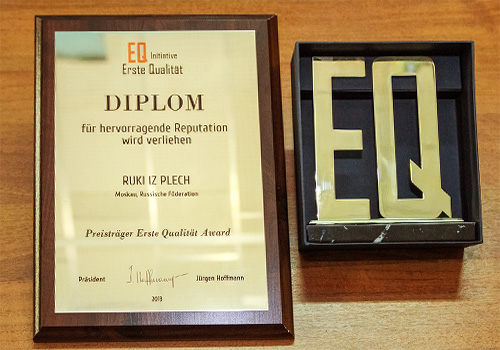 EQ Initiative
Erste Qualität
DIPLOM
für hervorragende Reputation
wird verliehen
RUKI IZ PLECH
Moskau, Russische Föderation
Preisträger Erste Qualität Award
Präsident J. Hoffmann Jürgen Hoffmann
2013
EQ